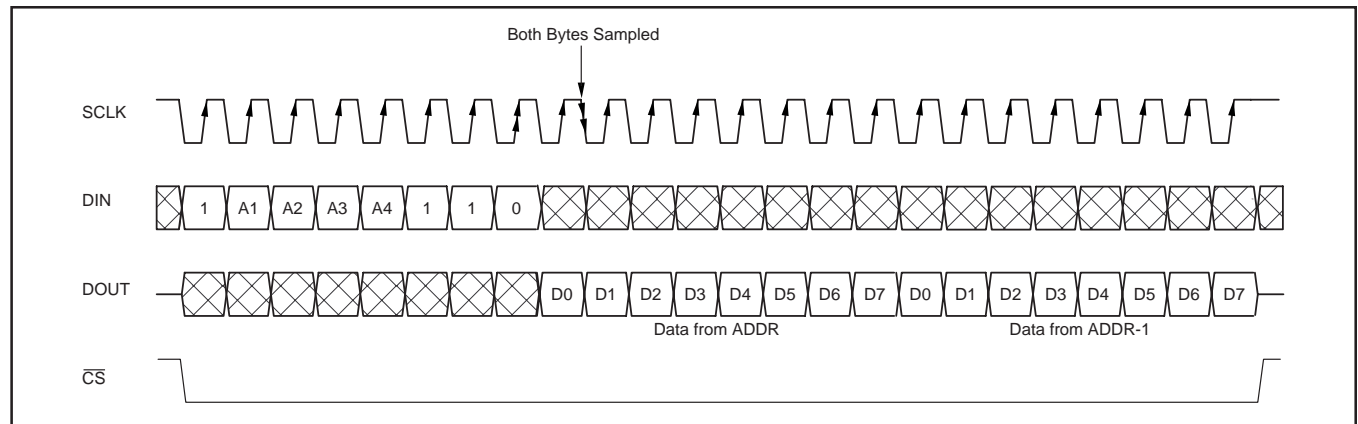 Both Bytes Sampled
SCLK
DIN
1 A1 A2 A3 A4 1 1 0
DOUT
D0 D1 D2 D3 D4 D5 D6 D7 D0 D1 D2 D3 D4 D5 D6 D7
Data from ADDR Data from ADDR-1
CS